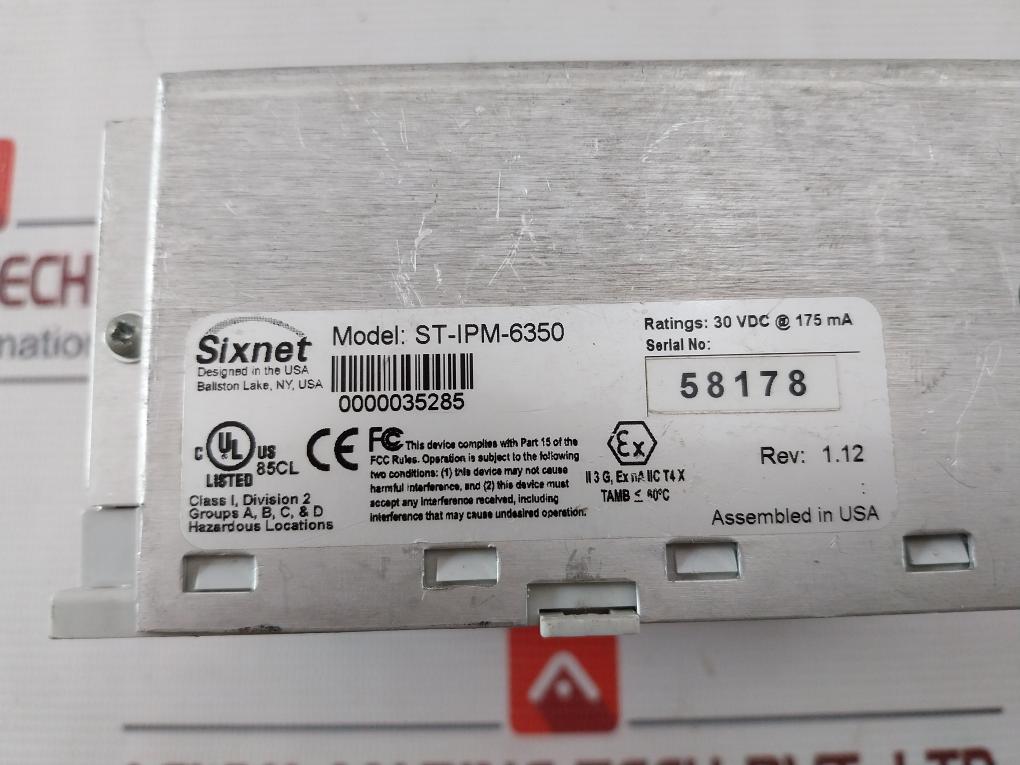 Sixnet
Designed in the USA
Ballston Lake, NY, USA
Model: ST-IPM-6350
0000035285
Ratings: 30 VDC @ 175 mA
Serial No:
58178
C UL US
LISTED 85CL
Class I, Division 2
Groups A, B, C, & D
Hazardous Locations
CE
FC This device complies with Part 15 of the
FCC Rules. Operation is subject to the following
two conditions: (1) this device may not cause
harmful interference, and (2) this device must
accept any interference received, including
interference that may cause undesired operation.
Ex
II 3 G, Ex nA IIC T4 X
TAMB ≤ 60°C
Rev: 1.12
Assembled in USA
ECH
nation